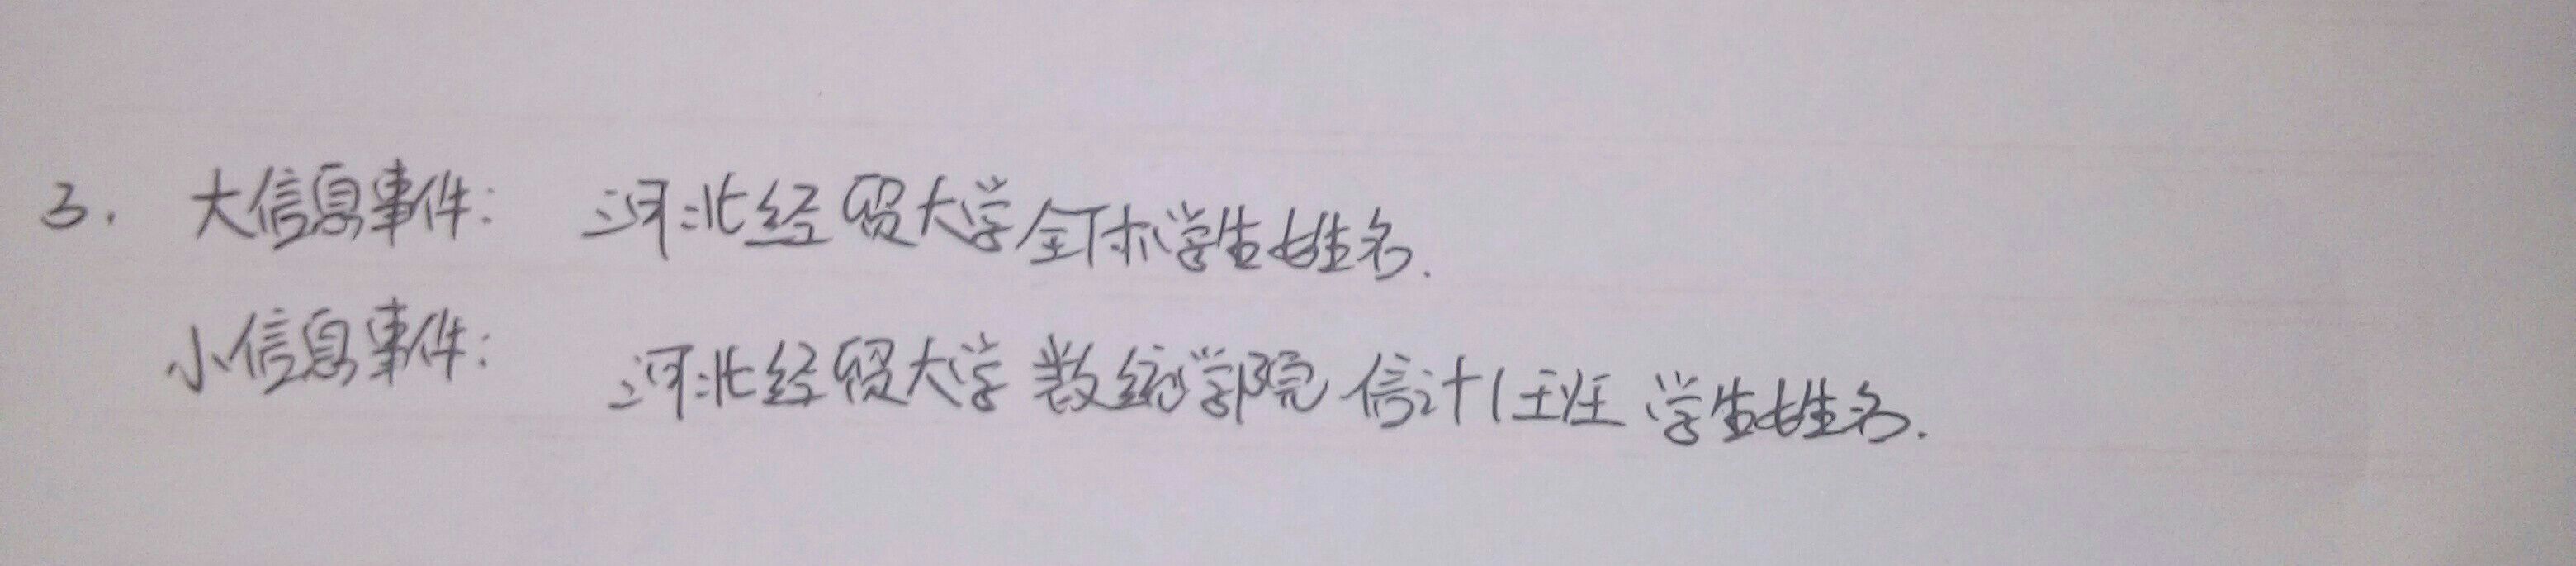 3. 大信息事件: 河北经贸大学全体学生姓名.
小信息事件: 河北经贸大学 数统学院 信计1班 学生姓名.